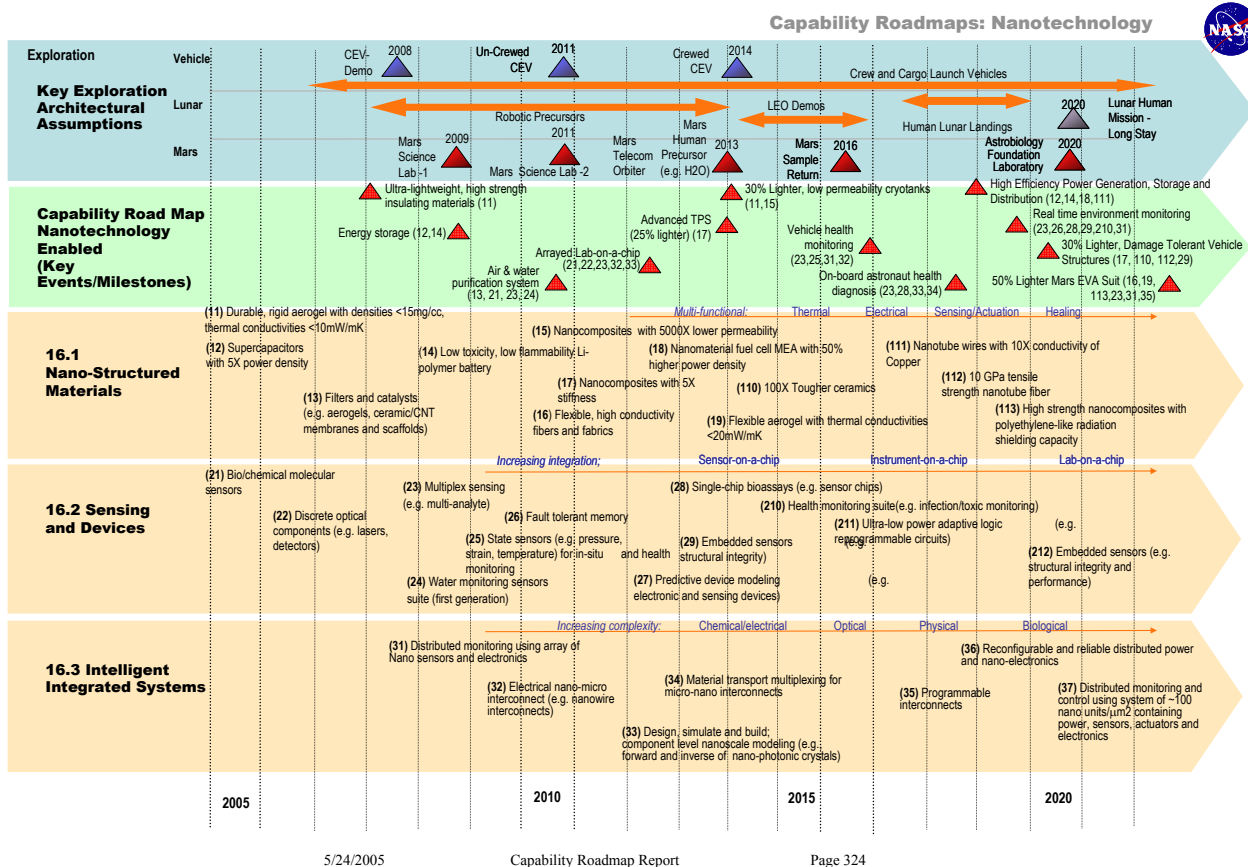 Capability Roadmaps: Nanotechnology
NASA
Exploration
Vehicle
CEV-
Demo
2008
Un-Crewed
CEV
2011
Crewed
CEV
2014
Crew and Cargo Launch Vehicles
Key Exploration
Architectural
Assumptions
Lunar
Robotic Precursors
LEO Demos
Human Lunar Landings
2020
Lunar Human
Mission -
Long Stay
Mars
Mars
Science
Lab -1
2009
2011
Mars Science Lab -2
Mars
Telecom
Orbiter
Mars
Human
Precursor
(e.g. H2O)
2013
Mars
Sample
Return
2016
Astrobiology
Foundation
Laboratory
2020
Capability Road Map
Nanotechnology
Enabled
(Key
Events/Milestones)
Ultra-lightweight, high strength
insulating materials (11)
Energy storage (12,14)
Air & water
purification system
(13, 21, 23, 24)
Arrayed Lab-on-a-chip
(21,22,23,32,33)
30% Lighter, low permeability cryotanks
(11,15)
Advanced TPS
(25% lighter) (17)
Vehicle health
monitoring
(23,25,31,32)
On-board astronaut health
diagnosis (23,28,33,34)
High Efficiency Power Generation, Storage and
Distribution (12,14,18,111)
Real time environment monitoring
(23,26,28,29,210,31)
30% Lighter, Damage Tolerant Vehicle
Structures (17, 110, 112,29)
50% Lighter Mars EVA Suit (16,19,
113,23,31,35)
16.1
Nano-Structured
Materials
Multi-functional:
Thermal
Electrical
Sensing/Actuation
Healing
(11) Durable, rigid aerogel with densities <15mg/cc,
thermal conductivities <10mW/mK
(12) Supercapacitors
with 5X power density
(13) Filters and catalysts
(e.g. aerogels, ceramic/CNT
membranes and scaffolds)
(14) Low toxicity, low flammability Li-
polymer battery
(15) Nanocomposites with 5000X lower permeability
(17) Nanocomposites with 5X
stiffness
(16) Flexible, high conductivity
fibers and fabrics
(18) Nanomaterial fuel cell MEA with 50%
higher power density
(110) 100X Tougher ceramics
(19) Flexible aerogel with thermal conductivities
<20mW/mK
(111) Nanotube wires with 10X conductivity of
Copper
(112) 10 GPa tensile
strength nanotube fiber
(113) High strength nanocomposites with
polyethylene-like radiation
shielding capacity
16.2 Sensing
and Devices
Increasing integration;
Sensor-on-a-chip
Instrument-on-a-chip
Lab-on-a-chip
(21) Bio/chemical molecular
sensors
(22) Discrete optical
components (e.g. lasers,
detectors)
(23) Multiplex sensing
(e.g. multi-analyte)
(26) Fault tolerant memory
(25) State sensors (e.g. pressure,
strain, temperature) for in-situ and health
monitoring
(24) Water monitoring sensors
suite (first generation)
(28) Single-chip bioassays (e.g. sensor chips)
(210) Health monitoring suite(e.g. infection/toxic monitoring)
(29) Embedded sensors (e.g.
structural integrity)
(27) Predictive device modeling (e.g.
electronic and sensing devices)
(211) Ultra-low power adaptive logic (e.g.
reprogrammable circuits)
(212) Embedded sensors (e.g.
structural integrity and
performance)
16.3 Intelligent
Integrated Systems
Increasing complexity:
Chemical/electrical
Optical
Physical
Biological
(31) Distributed monitoring using array of
Nano sensors and electronics
(32) Electrical nano-micro
interconnect (e.g. nanowire
interconnects)
(34) Material transport multiplexing for
micro-nano interconnects
(33) Design, simulate and build;
component level nanoscale modeling (e.g.,
forward and inverse of nano-photonic crystals)
(35) Programmable
interconnects
(36) Reconfigurable and reliable distributed power
and nano-electronics
(37) Distributed monitoring and
control using system of ~100
nano units/μm2 containing
power, sensors, actuators and
electronics
2005
2010
2015
2020
5/24/2005
Capability Roadmap Report
Page 324